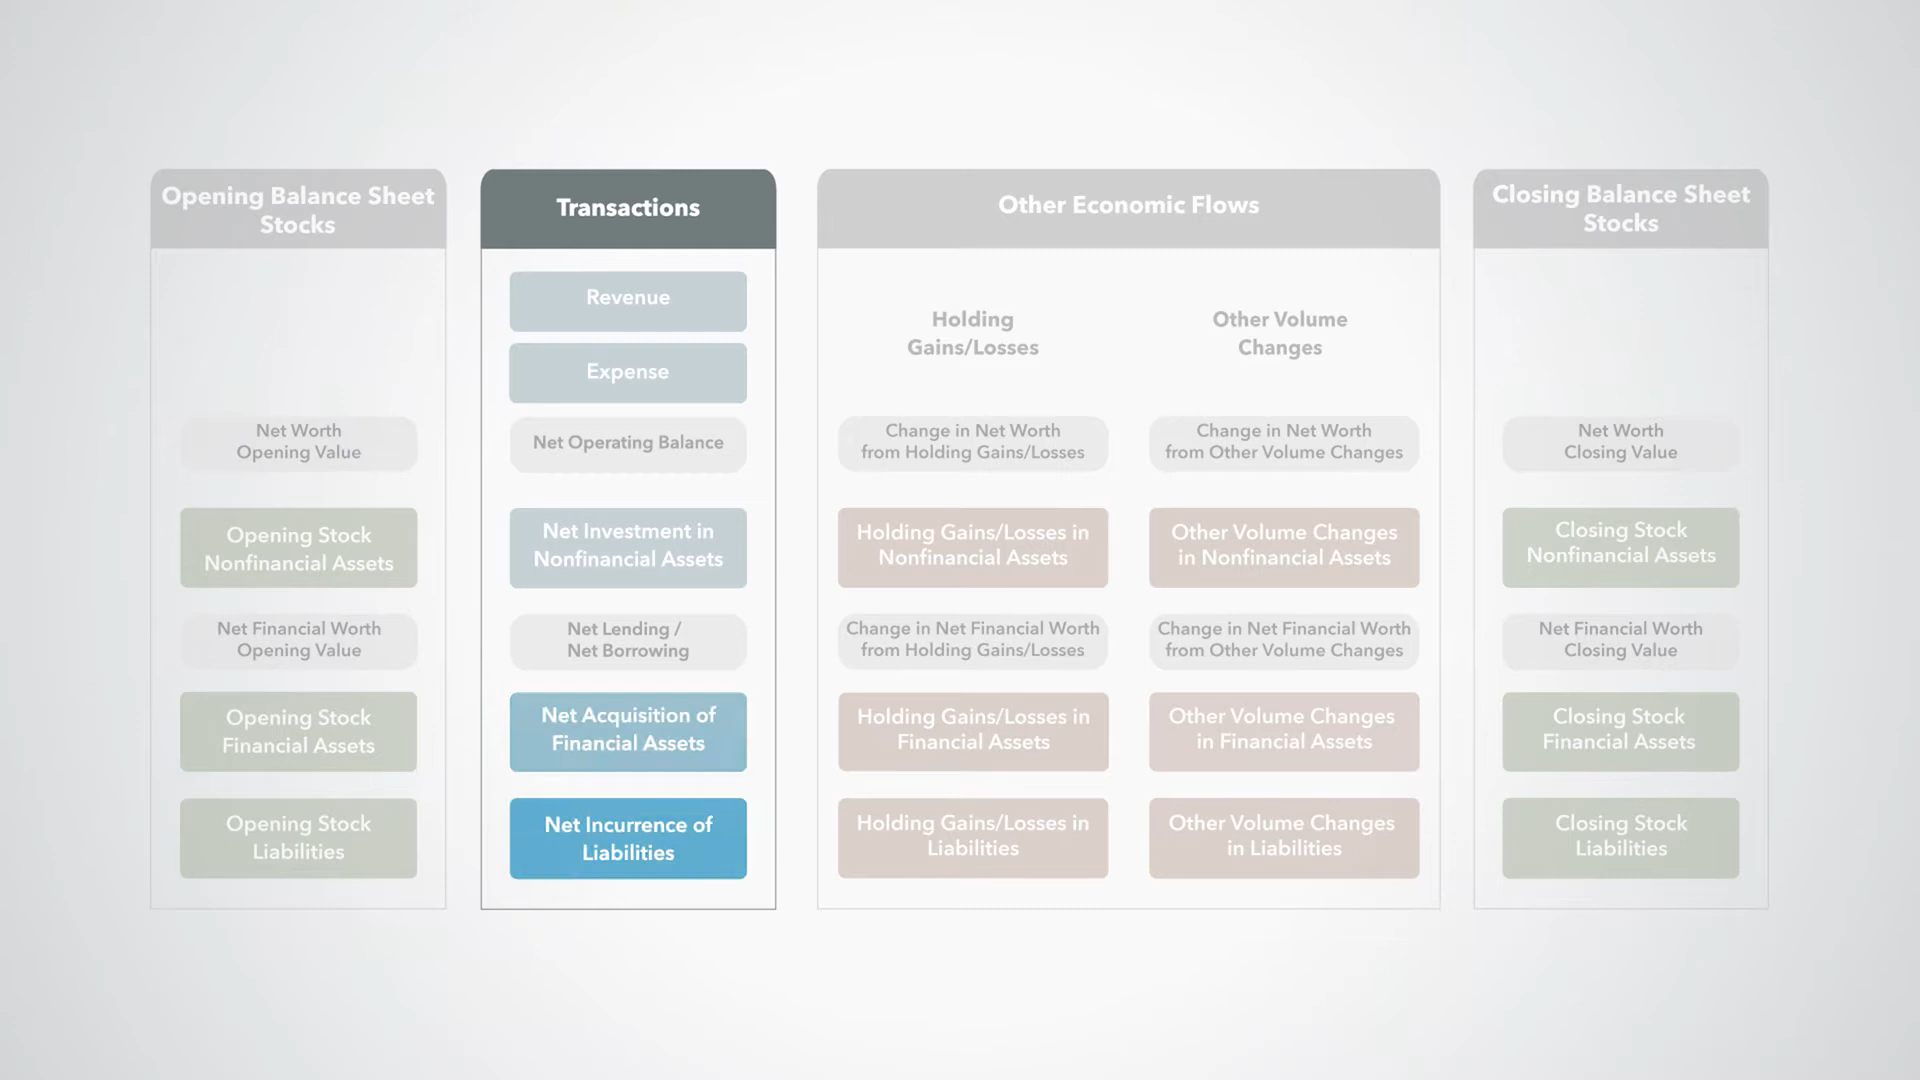 Opening Balance Sheet
Stocks
Net Worth
Opening Value
Opening Stock
Nonfinancial Assets
Net Financial Worth
Opening Value
Opening Stock
Financial Assets
Opening Stock
Liabilities
Transactions
Revenue
Expense
Net Operating Balance
Net Investment in
Nonfinancial Assets
Net Lending /
Net Borrowing
Net Acquisition of
Financial Assets
Net Incurrence of
Liabilities
Other Economic Flows
Holding
Gains/Losses
Change in Net Worth
from Holding Gains/Losses
Holding Gains/Losses in
Nonfinancial Assets
Change in Net Financial Worth
from Holding Gains/Losses
Holding Gains/Losses in
Financial Assets
Holding Gains/Losses in
Liabilities
Other Volume
Changes
Change in Net Worth
from Other Volume Changes
Other Volume Changes
in Nonfinancial Assets
Change in Net Financial Worth
from Other Volume Changes
Other Volume Changes
in Financial Assets
Other Volume Changes
in Liabilities
Closing Balance Sheet
Stocks
Net Worth
Closing Value
Closing Stock
Nonfinancial Assets
Net Financial Worth
Closing Value
Closing Stock
Financial Assets
Closing Stock
Liabilities